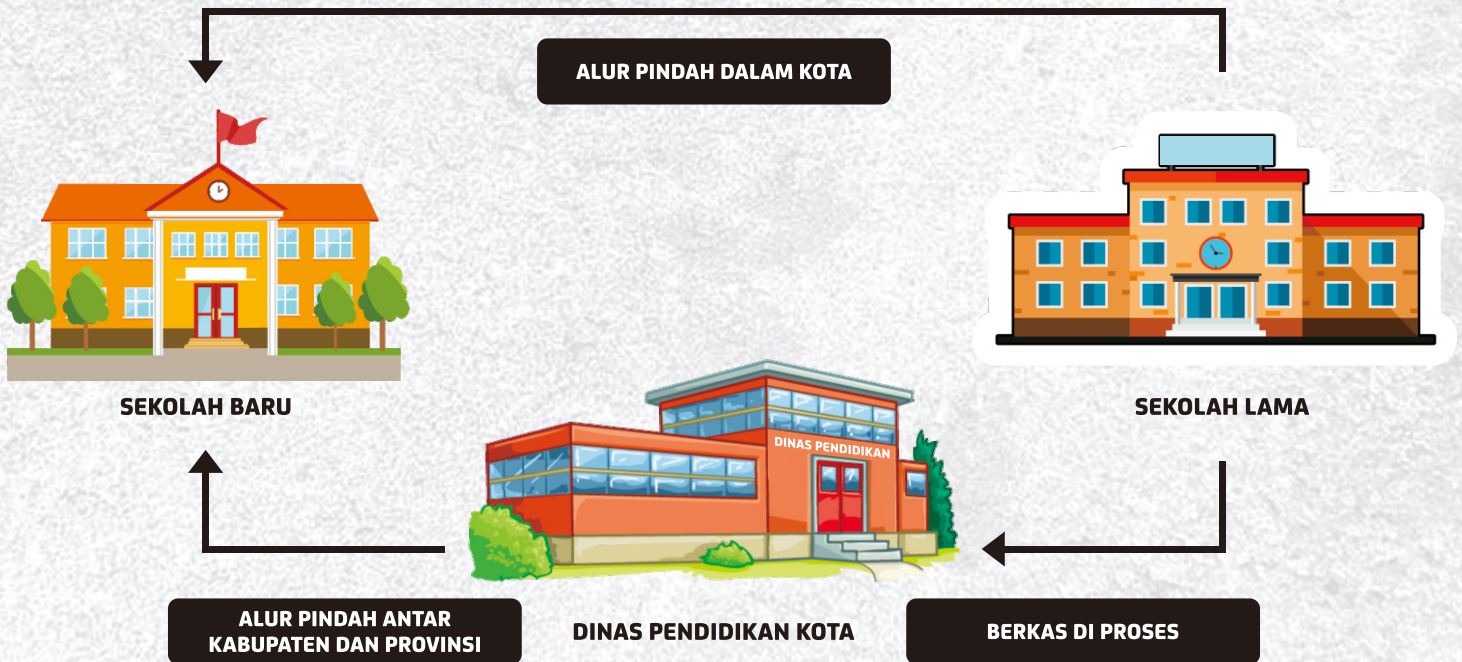 ALUR PINDAH DALAM KOTA
SEKOLAH BARU
SEKOLAH LAMA
DINAS PENDIDIKAN
ALUR PINDAH ANTAR
KABUPATEN DAN PROVINSI
DINAS PENDIDIKAN KOTA
BERKAS DI PROSES